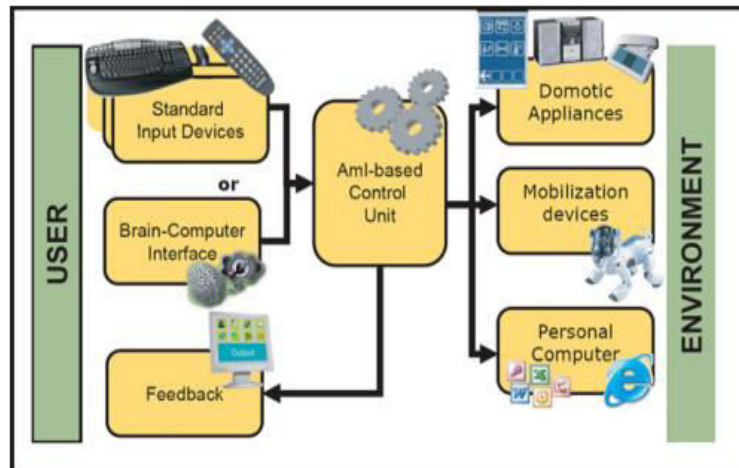 USER
Standard
Input Devices
or
Brain-Computer
Interface
Output
Feedback
AmI-based
Control
Unit
Domotic
Appliances
Mobilization
devices
Personal
Computer
ENVIRONMENT